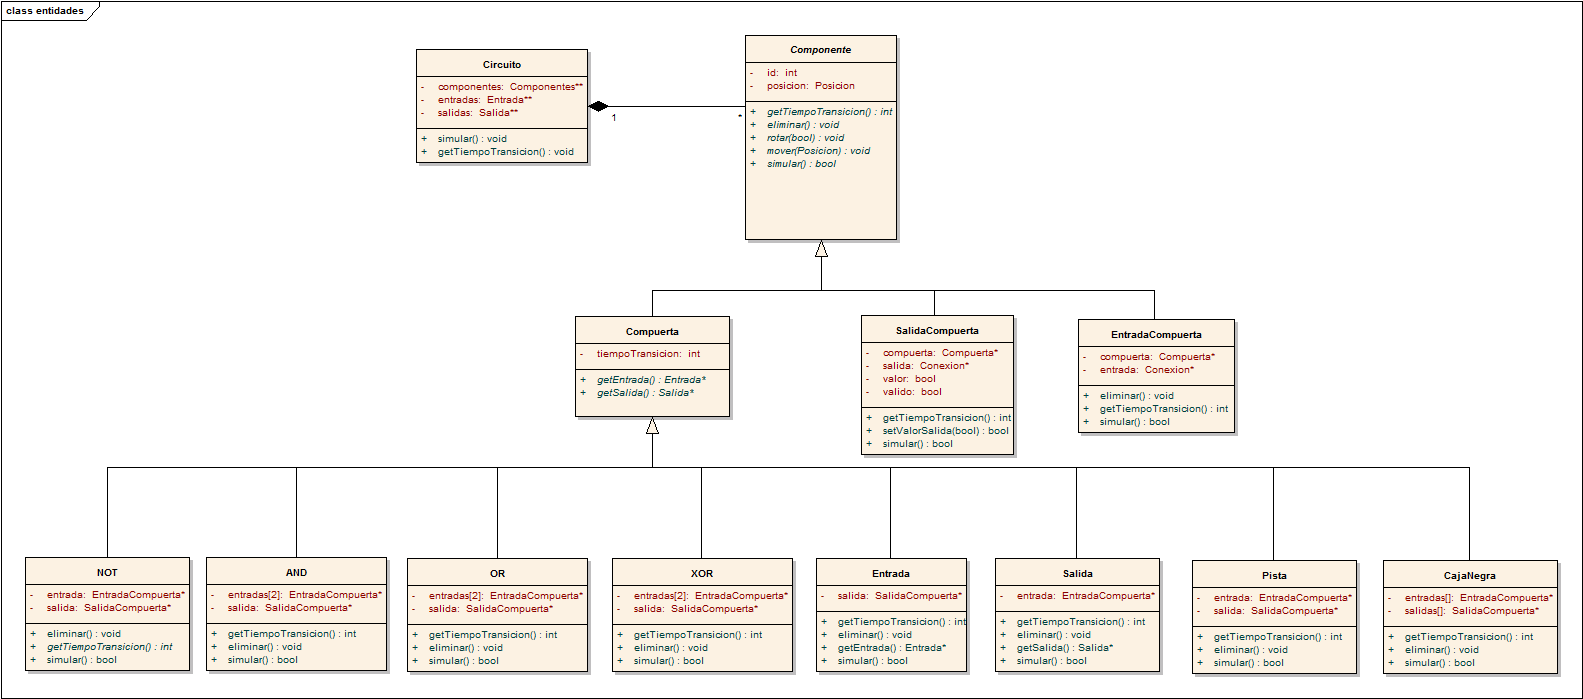 class entidades
Circuito
- componentes: Componentes**
- entradas: Entrada**
- salidas: Salida**
+ simular() : void
+ getTiempoTransicion() : void
1
*
Componente
- id: int
- posicion: Posicion
+ getTiempoTransicion() : int
+ eliminar() : void
+ rotar(bool) : void
+ mover(Posicion) : void
+ simular() : bool
Compuerta
- tiempoTransicion: int
+ getEntrada() : Entrada*
+ getSalida() : Salida*
SalidaCompuerta
- compuerta: Compuerta*
- salida: Conexion*
- valor: bool
- valido: bool
+ getTiempoTransicion() : int
+ setValorSalida(bool) : bool
+ simular() : bool
EntradaCompuerta
- compuerta: Compuerta*
- entrada: Conexion*
+ eliminar() : void
+ getTiempoTransicion() : int
+ simular() : bool
NOT
- entrada: EntradaCompuerta*
- salida: SalidaCompuerta*
+ eliminar() : void
+ getTiempoTransicion() : int
+ simular() : bool
AND
- entradas[2]: EntradaCompuerta*
- salida: SalidaCompuerta*
+ getTiempoTransicion() : int
+ eliminar() : void
+ simular() : bool
OR
- entradas[2]: EntradaCompuerta*
- salida: SalidaCompuerta*
+ getTiempoTransicion() : int
+ eliminar() : void
+ simular() : bool
XOR
- entradas[2]: EntradaCompuerta*
- salida: SalidaCompuerta*
+ getTiempoTransicion() : int
+ eliminar() : void
+ simular() : bool
Entrada
- salida: SalidaCompuerta*
+ getTiempoTransicion() : int
+ eliminar() : void
+ getEntrada() : Entrada*
+ simular() : bool
Salida
- entrada: EntradaCompuerta*
+ getTiempoTransicion() : int
+ eliminar() : void
+ getSalida() : Salida*
+ simular() : bool
Pista
- entrada: EntradaCompuerta*
- salida: SalidaCompuerta*
+ getTiempoTransicion() : int
+ eliminar() : void
+ simular() : bool
CajaNegra
- entradas[]: EntradaCompuerta*
- salidas[]: SalidaCompuerta*
+ getTiempoTransicion() : int
+ eliminar() : void
+ simular() : bool